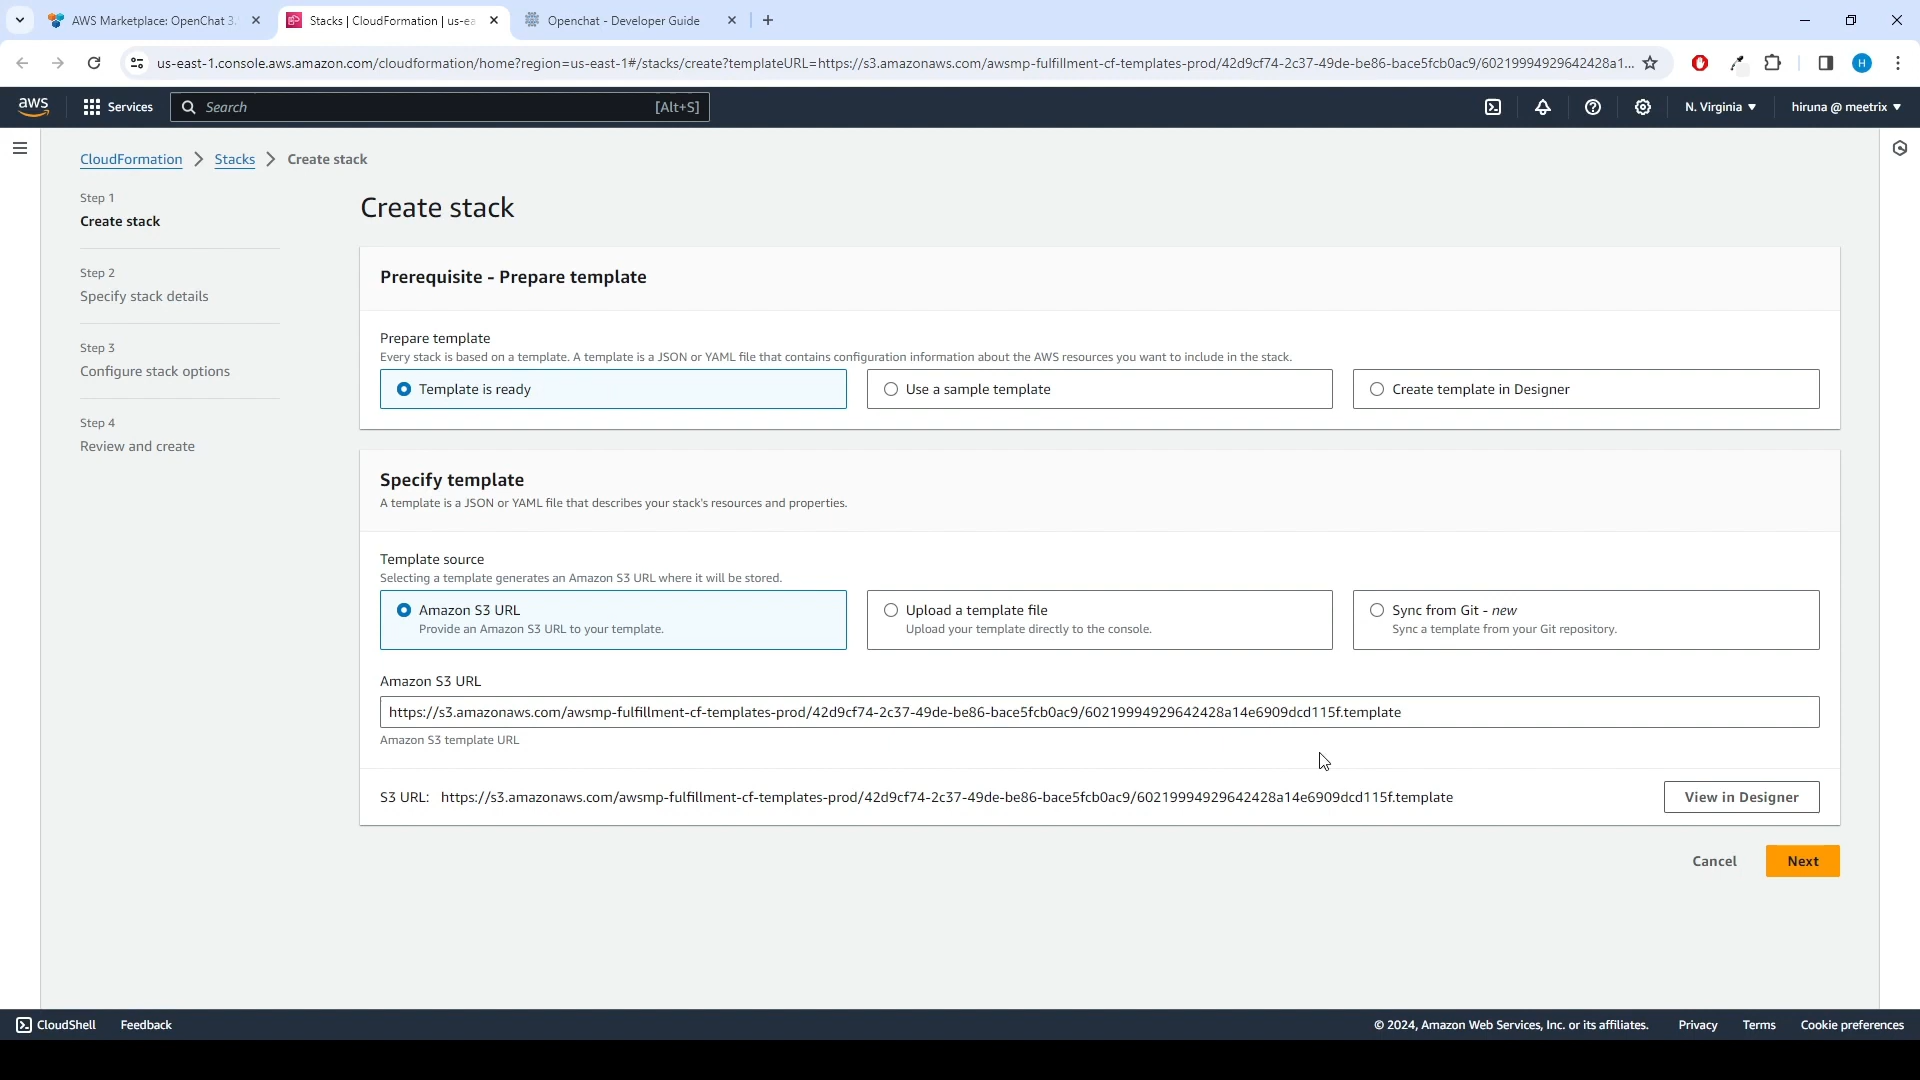 AWS Marketplace: OpenChat 3.
Stacks | CloudFormation | us-ea
Openchat - Developer Guide
us-east-1.console.aws.amazon.com/cloudformation/home?region=us-east-1#/stacks/create?templateURL=https://s3.amazonaws.com/awsmp-fulfillment-cf-templates-prod/42d9cf74-2c37-49de-be86-bace5fcb0ac9/60219994929642428a1...
H
aws
Services
Search
[Alt+S]
N. Virginia
hiruna @ meetrix
CloudFormation
Stacks
Create stack
Step 1
Create stack
Step 2
Specify stack details
Step 3
Configure stack options
Step 4
Review and create
Create stack
Prerequisite - Prepare template
Prepare template
Every stack is based on a template. A template is a JSON or YAML file that contains configuration information about the AWS resources you want to include in the stack.
Template is ready
Use a sample template
Create template in Designer
Specify template
A template is a JSON or YAML file that describes your stack's resources and properties.
Template source
Selecting a template generates an Amazon S3 URL where it will be stored.
Amazon S3 URL
Provide an Amazon S3 URL to your template.
Upload a template file
Upload your template directly to the console.
Sync from Git - new
Sync a template from your Git repository.
Amazon S3 URL
https://s3.amazonaws.com/awsmp-fulfillment-cf-templates-prod/42d9cf74-2c37-49de-be86-bace5fcb0ac9/60219994929642428a14e6909dcd115f.template
Amazon S3 template URL
S3 URL: https://s3.amazonaws.com/awsmp-fulfillment-cf-templates-prod/42d9cf74-2c37-49de-be86-bace5fcb0ac9/60219994929642428a14e6909dcd115f.template
View in Designer
Cancel
Next
CloudShell
Feedback
© 2024, Amazon Web Services, Inc. or its affiliates.
Privacy
Terms
Cookie preferences